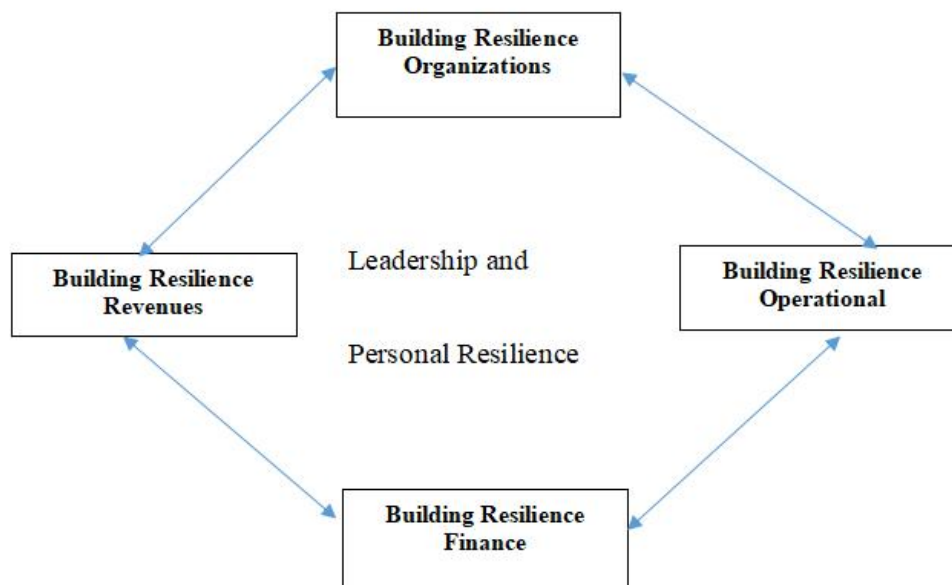 Building Resilience
Organizations
Leadership and
Building Resilience
Revenues
Building Resilience
Operational
Personal Resilience
Building Resilience
Finance